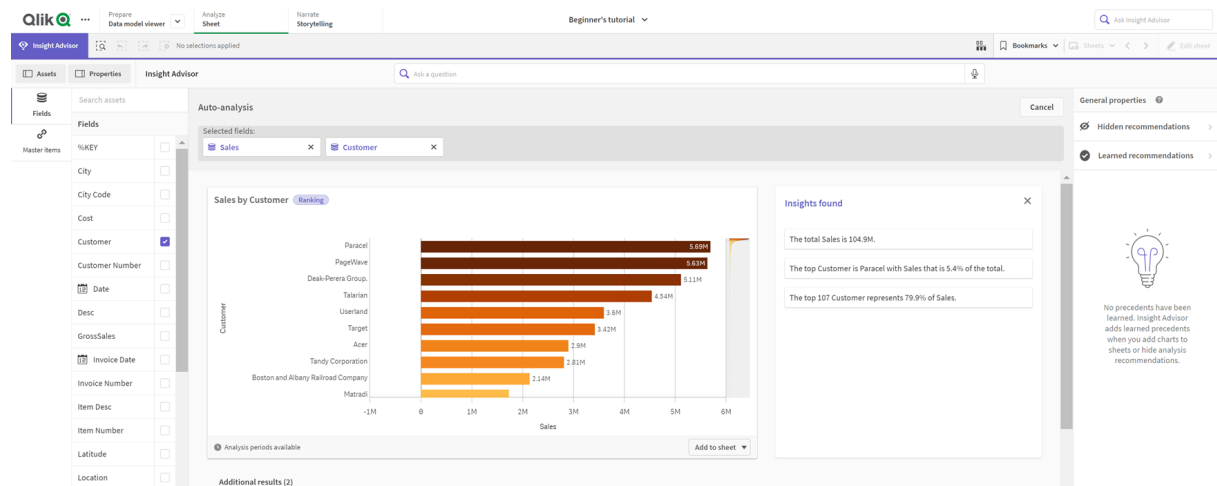 Qlik
Prepare
Data model viewer
Analyze
Sheet
Narrate
Storytelling
Beginner's tutorial
Ask Insight Advisor
Insight Advisor
No selections applied
Bookmarks
Sheets
Edit sheet
Assets
Properties
Insight Advisor
Ask a question
Fields
Master items
Search assets
Fields
%KEY
City
City Code
Cost
Customer
Customer Number
Date
Desc
GrossSales
Invoice Date
Invoice Number
Item Desc
Item Number
Latitude
Location
Auto-analysis
Cancel
Selected fields:
Sales
Customer
Sales by Customer
Ranking
Customer
Paracel
5.69M
PageWave
5.63M
Deak-Perera Group.
5.11M
Talarian
4.54M
Userland
3.6M
Target
3.42M
Acer
2.9M
Tandy Corporation
2.81M
Boston and Albany Railroad Company
2.14M
Matradi
-1M 0 1M 2M 3M 4M 5M 6M
Sales
Analysis periods available
Add to sheet
Additional results (2)
Insights found
The total Sales is 104.9M.
The top Customer is Paracel with Sales that is 5.4% of the total.
The top 107 Customer represents 79.9% of Sales.
General properties
Hidden recommendations
Learned recommendations
No precedents have been
learned. Insight Advisor
adds learned precedents
when you add charts to
sheets or hide analysis
recommendations.